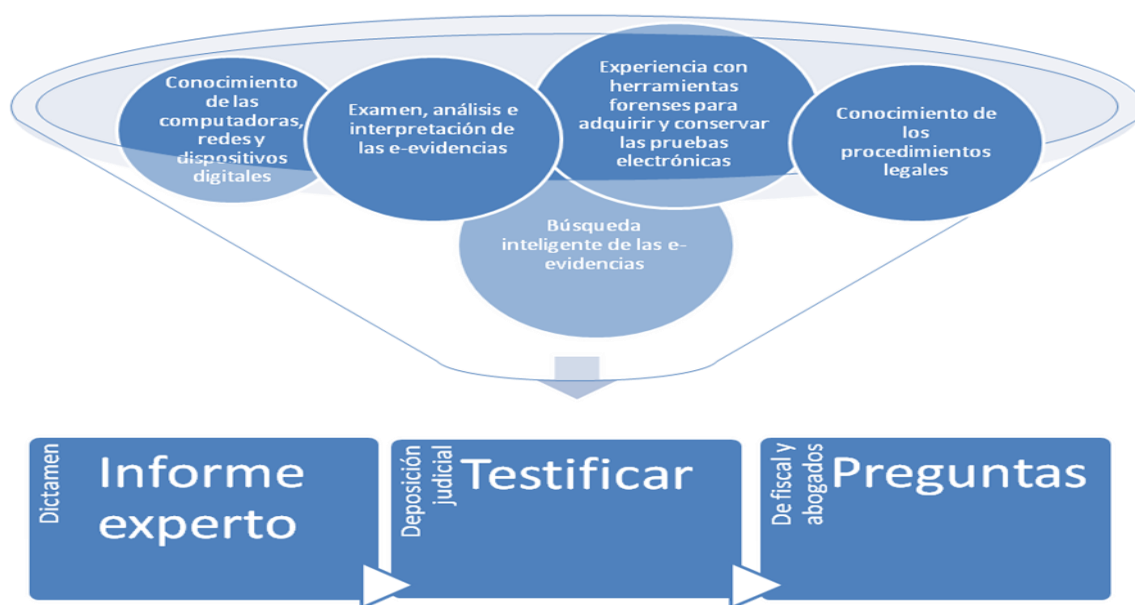 Conocimiento
de las
computadoras,
redes y
dispositivos
digitales
Examen, análisis e
interpretación de
las e-evidencias
Experiencia con
herramientas
forenses para
adquirir y conservar
las pruebas
electrónicas
Conocimiento de
los
procedimientos
legales
Búsqueda
inteligente de las e-
evidencias
Dictamen
Informe
experto
Deposición
judicial
Testificar
De fiscal y
abogados
Preguntas